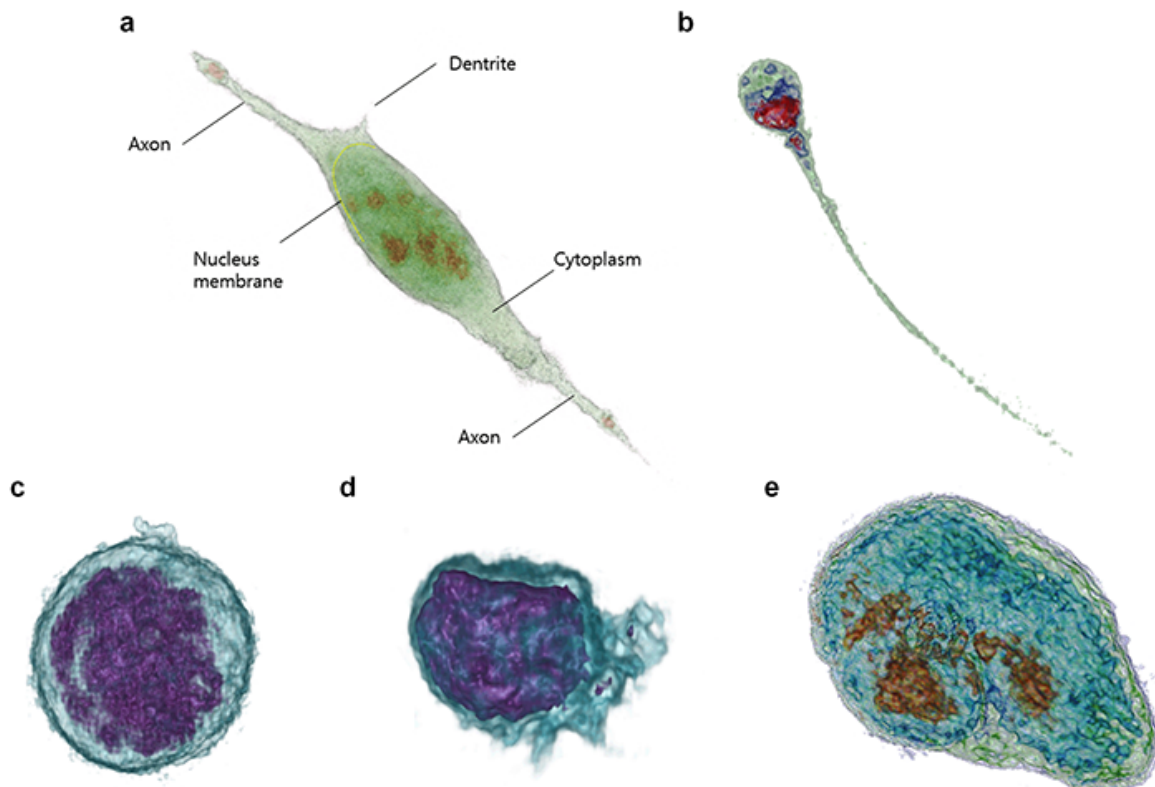 a
b
Dentrite
Axon
Nucleus
membrane
Cytoplasm
Axon
c
d
e